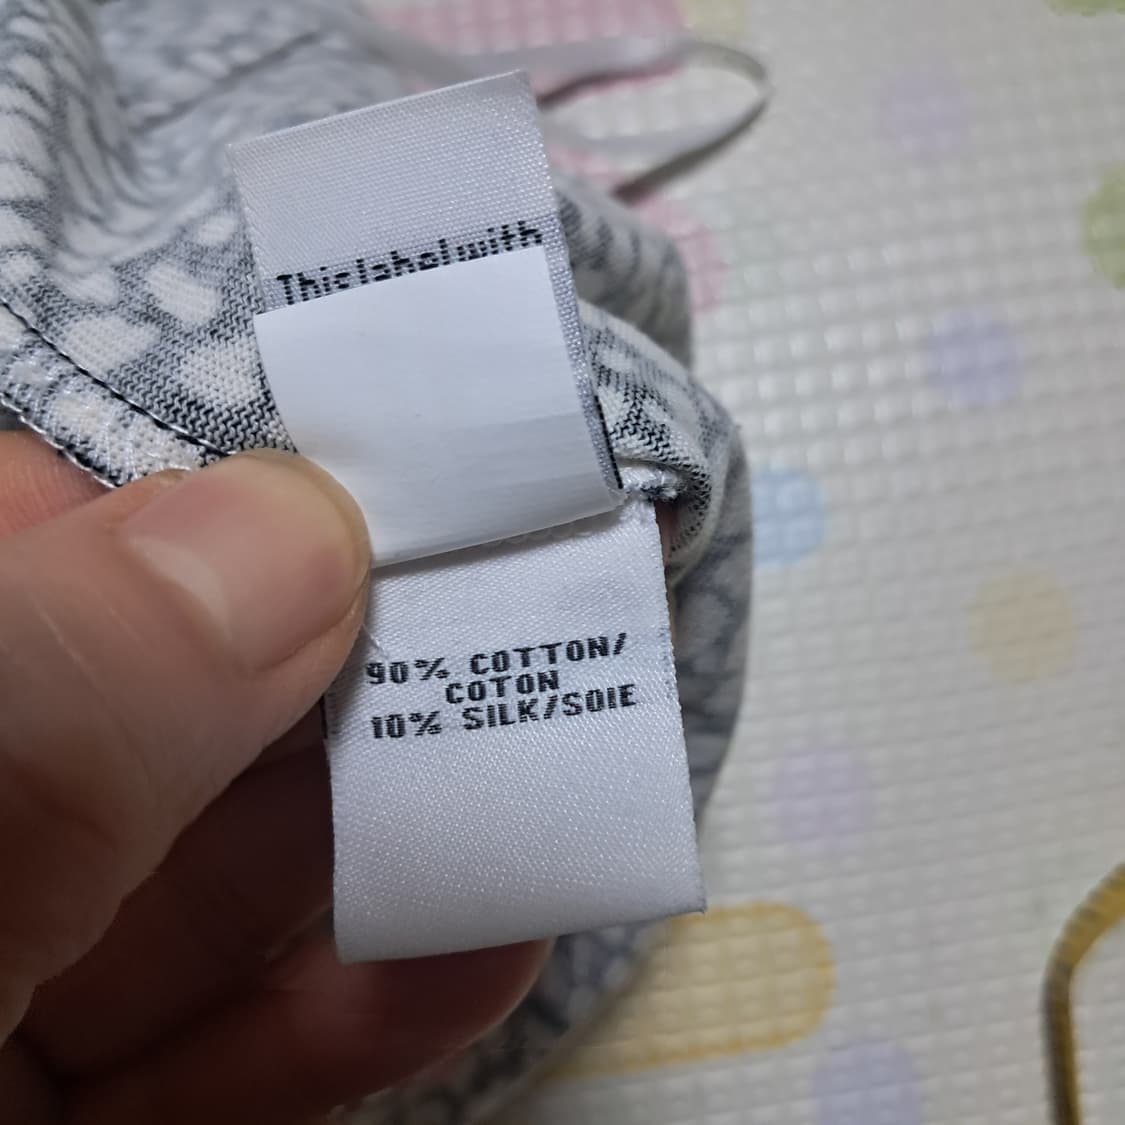 This label with
90% COTTON/
COTON
10% SILK/SOIE